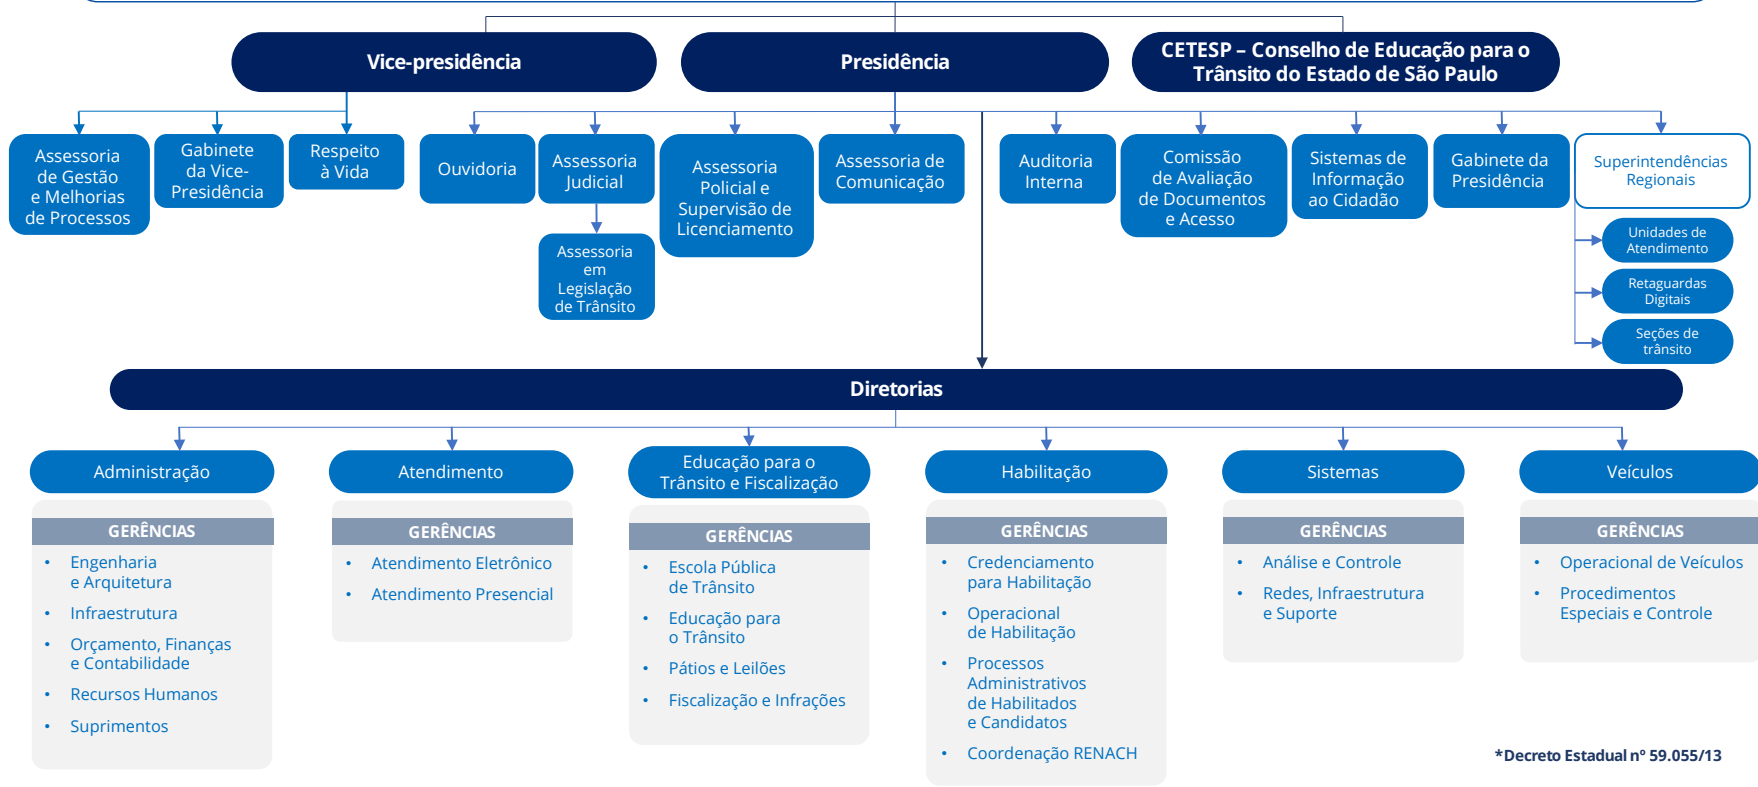 Vice-presidência
Presidência
CETESP – Conselho de Educação para o
Trânsito do Estado de São Paulo
Assessoria
de Gestão
e Melhorias
de Processos
Gabinete
da Vice-
Presidência
Respeito
à Vida
Ouvidoria
Assessoria
Judicial
Assessoria
em
Legislação
de Trânsito
Assessoria
Policial e
Supervisão de
Licenciamento
Assessoria de
Comunicação
Auditoria
Interna
Comissão
de Avaliação
de Documentos
e Acesso
Sistemas de
Informação
ao Cidadão
Gabinete da
Presidência
Superintendências
Regionais
Unidades de
Atendimento
Retaguardas
Digitais
Seções de
trânsito
Diretorias
Administração
GERÊNCIAS
• Engenharia
e Arquitetura
• Infraestrutura
• Orçamento, Finanças
e Contabilidade
• Recursos Humanos
• Suprimentos
Atendimento
GERÊNCIAS
• Atendimento Eletrônico
• Atendimento Presencial
Educação para o
Trânsito e Fiscalização
GERÊNCIAS
• Escola Pública
de Trânsito
• Educação para
o Trânsito
• Pátios e Leilões
• Fiscalização e Infrações
Habilitação
GERÊNCIAS
• Credenciamento
para Habilitação
• Operacional
de Habilitação
• Processos
Administrativos
de Habilitados
e Candidatos
• Coordenação RENACH
Sistemas
GERÊNCIAS
• Análise e Controle
• Redes, Infraestrutura
e Suporte
Veículos
GERÊNCIAS
• Operacional de Veículos
• Procedimentos
Especiais e Controle
*Decreto Estadual nº 59.055/13